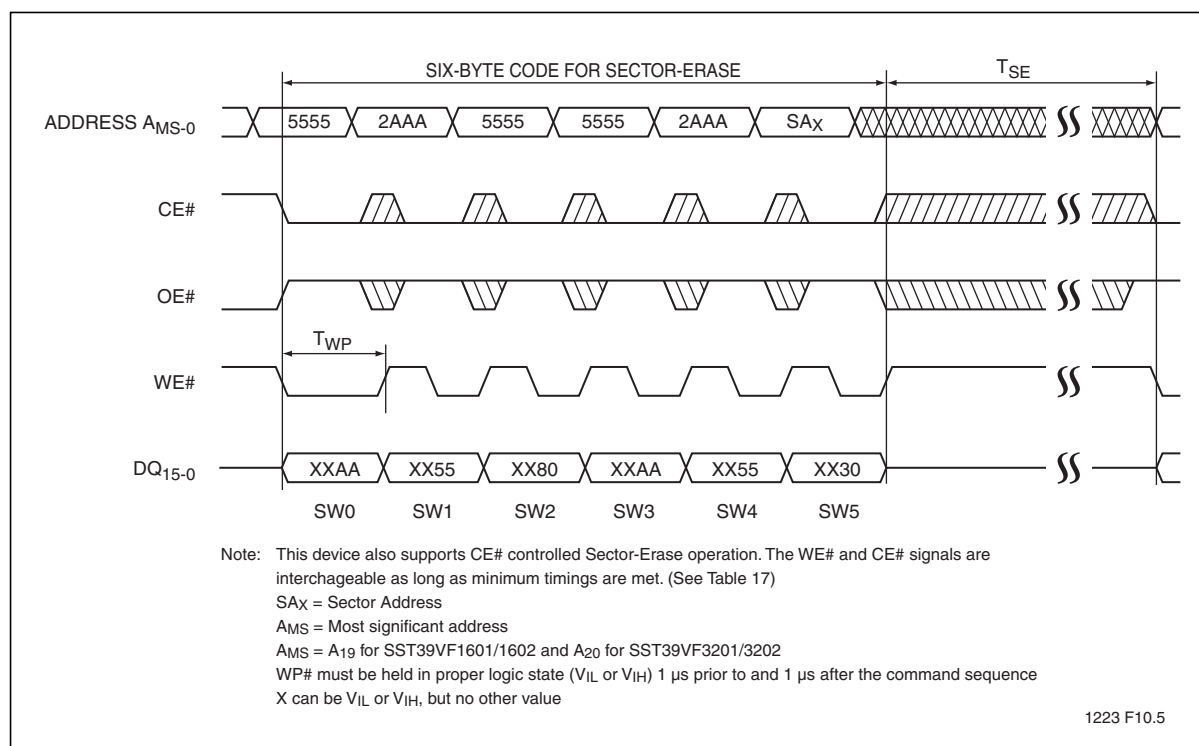 SIX-BYTE CODE FOR SECTOR-ERASE
TSE
ADDRESS AMS-0
5555 2AAA 5555 5555 2AAA SAX
CE#
OE#
TWP
WE#
DQ15-0
XXAA XX55 XX80 XXAA XX55 XX30
SW0 SW1 SW2 SW3 SW4 SW5
Note: This device also supports CE# controlled Sector-Erase operation. The WE# and CE# signals are
interchageable as long as minimum timings are met. (See Table 17)
SAX = Sector Address
AMS = Most significant address
AMS = A19 for SST39VF1601/1602 and A20 for SST39VF3201/3202
WP# must be held in proper logic state (VIL or VIH) 1 µs prior to and 1 µs after the command sequence
X can be VIL or VIH, but no other value
1223 F10.5